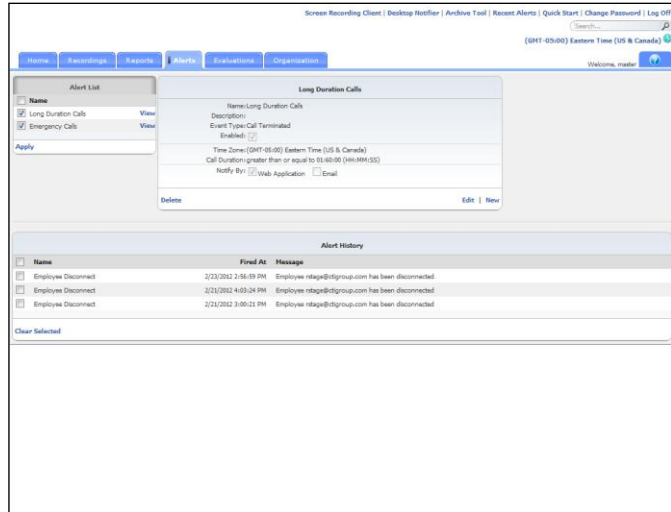 Screen Recording Client | Desktop Notifier | Archive Tool | Recent Alerts | Quick Start | Change Password | Log Off
Search...
(GMT-05:00) Eastern Time (US & Canada)
Home Recordings Reports Alerts Evaluations Organization
Welcome, master
Alert List
Name
Long Duration Calls View
Emergency Calls View
Apply
Long Duration Calls
Name: Long Duration Calls
Description:
Event Type: Call Terminated
Enabled:
Time Zone: (GMT-05:00) Eastern Time (US & Canada)
Call Duration: greater than or equal to 01:60:00 (HH:MM:SS)
Notify By: Web Application Email
Delete Edit | New
Alert History
Name Fired At Message
Employee Disconnect 2/23/2012 2:56:59 PM Employee rstage@ctigroup.com has been disconnected
Employee Disconnect 2/21/2012 4:03:24 PM Employee rstage@ctigroup.com has been disconnected
Employee Disconnect 2/21/2012 3:00:21 PM Employee rstage@ctigroup.com has been disconnected
Clear Selected